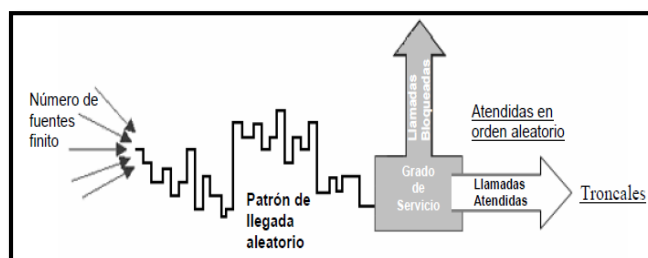 Número de
fuentes
finito
Patrón de
llegada
aleatorio
Llamadas
Bloqueadas
Grado
de
Servicio
Atendidas en
orden aleatorio
Llamadas
Atendidas
Troncales